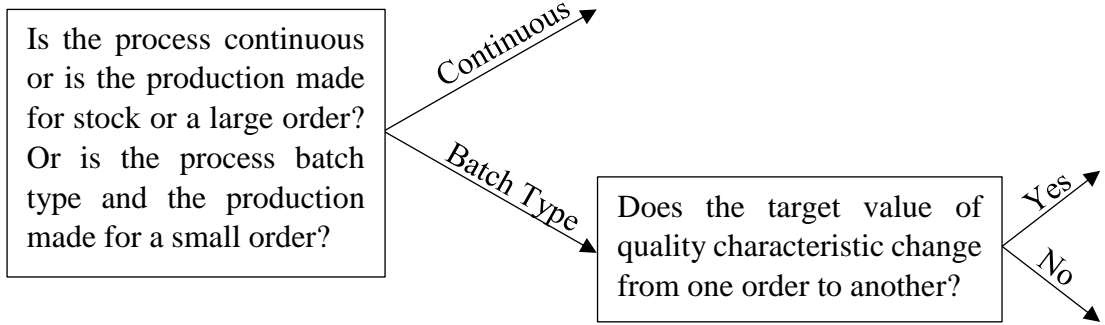 Is the process continuous
or is the production made
for stock or a large order?
Or is the process batch
type and the production
made for a small order?
Continuous
Batch Type
Does the target value of
quality characteristic change
from one order to another?
Yes
No